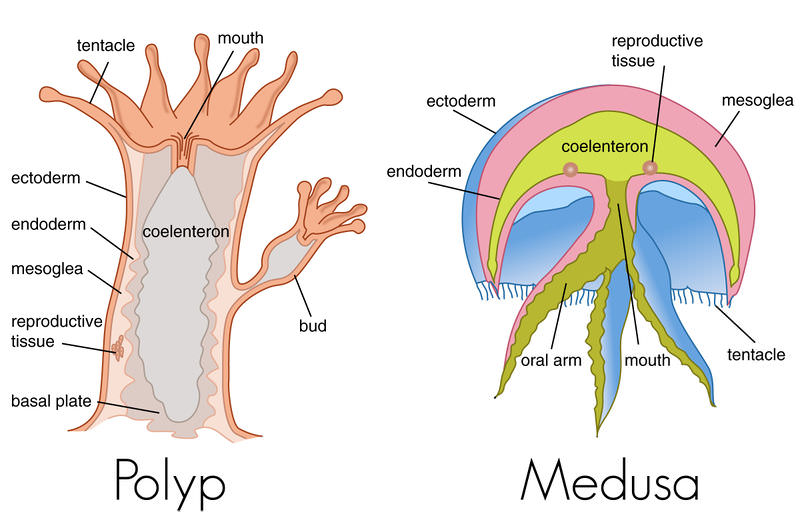 tentacle
mouth
ectoderm
endoderm
coelenteron
mesoglea
reproductive
tissue
basal plate
bud
Polyp
reproductive
tissue
ectoderm
mesoglea
coelenteron
endoderm
oral arm
mouth
tentacle
Medusa